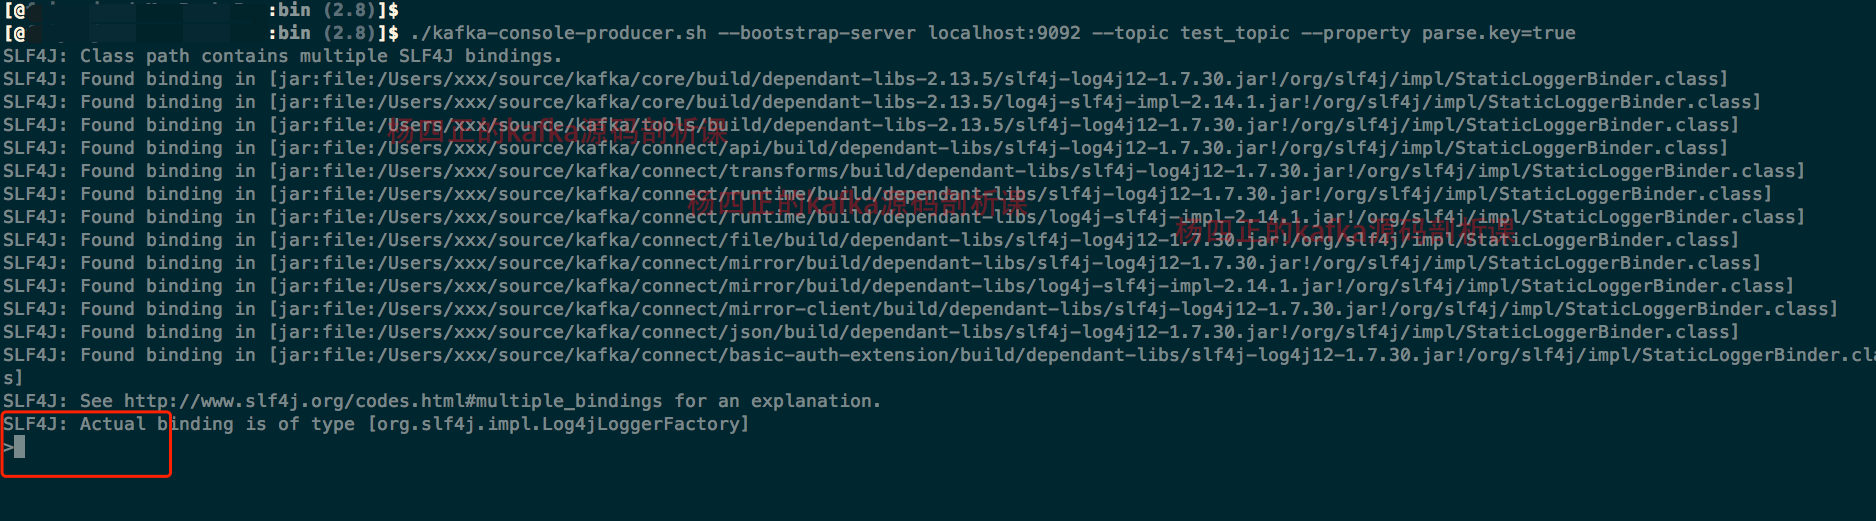 [@ :bin (2.8)]$
[@ :bin (2.8)]$ ./kafka-console-producer.sh --bootstrap-server localhost:9092 --topic test_topic --property parse.key=true
SLF4J: Class path contains multiple SLF4J bindings.
SLF4J: Found binding in [jar:file:/Users/xxx/source/kafka/core/build/dependant-libs-2.13.5/slf4j-log4j12-1.7.30.jar!/org/slf4j/impl/StaticLoggerBinder.class]
SLF4J: Found binding in [jar:file:/Users/xxx/source/kafka/core/build/dependant-libs-2.13.5/log4j-slf4j-impl-2.14.1.jar!/org/slf4j/impl/StaticLoggerBinder.class]
SLF4J: Found binding in [jar:file:/Users/xxx/source/kafka/tools/build/dependant-libs-2.13.5/slf4j-log4j12-1.7.30.jar!/org/slf4j/impl/StaticLoggerBinder.class]
杨四正的kafka源码剖析课
SLF4J: Found binding in [jar:file:/Users/xxx/source/kafka/connect/api/build/dependant-libs/slf4j-log4j12-1.7.30.jar!/org/slf4j/impl/StaticLoggerBinder.class]
SLF4J: Found binding in [jar:file:/Users/xxx/source/kafka/connect/transforms/build/dependant-libs/slf4j-log4j12-1.7.30.jar!/org/slf4j/impl/StaticLoggerBinder.class]
SLF4J: Found binding in [jar:file:/Users/xxx/source/kafka/connect/runtime/build/dependant-libs/slf4j-log4j12-1.7.30.jar!/org/slf4j/impl/StaticLoggerBinder.class]
杨四正的kafka源码剖析课
SLF4J: Found binding in [jar:file:/Users/xxx/source/kafka/connect/runtime/build/dependant-libs/log4j-slf4j-impl-2.14.1.jar!/org/slf4j/impl/StaticLoggerBinder.class]
杨四正的kafka源码剖析课
SLF4J: Found binding in [jar:file:/Users/xxx/source/kafka/connect/file/build/dependant-libs/slf4j-log4j12-1.7.30.jar!/org/slf4j/impl/StaticLoggerBinder.class]
SLF4J: Found binding in [jar:file:/Users/xxx/source/kafka/connect/mirror/build/dependant-libs/slf4j-log4j12-1.7.30.jar!/org/slf4j/impl/StaticLoggerBinder.class]
SLF4J: Found binding in [jar:file:/Users/xxx/source/kafka/connect/mirror/build/dependant-libs/log4j-slf4j-impl-2.14.1.jar!/org/slf4j/impl/StaticLoggerBinder.class]
SLF4J: Found binding in [jar:file:/Users/xxx/source/kafka/connect/mirror-client/build/dependant-libs/slf4j-log4j12-1.7.30.jar!/org/slf4j/impl/StaticLoggerBinder.class]
SLF4J: Found binding in [jar:file:/Users/xxx/source/kafka/connect/json/build/dependant-libs/slf4j-log4j12-1.7.30.jar!/org/slf4j/impl/StaticLoggerBinder.class]
SLF4J: Found binding in [jar:file:/Users/xxx/source/kafka/connect/basic-auth-extension/build/dependant-libs/slf4j-log4j12-1.7.30.jar!/org/slf4j/impl/StaticLoggerBinder.cla
s]
SLF4J: See http://www.slf4j.org/codes.html#multiple_bindings for an explanation.
SLF4J: Actual binding is of type [org.slf4j.impl.Log4jLoggerFactory]
>